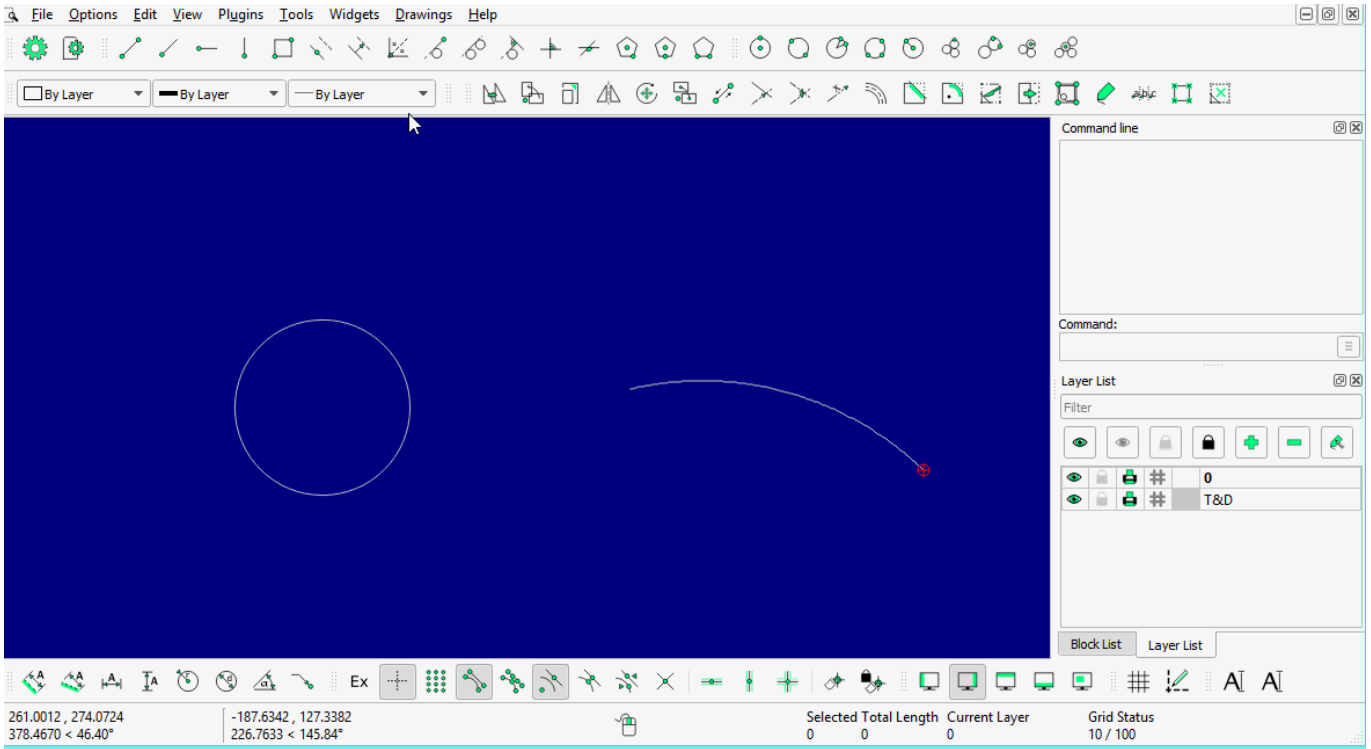 File Options Edit View Plugins Tools Widgets Drawings Help
By Layer By Layer By Layer
Command line
Command:
Layer List
Filter
0
T&D
Block List Layer List
Ex
261.0012 , 274.0724 -187.6342 , 127.3382 Selected Total Length Current Layer Grid Status
378.4670 < 46.40° 226.7633 < 145.84° 0 0 0 10 / 100